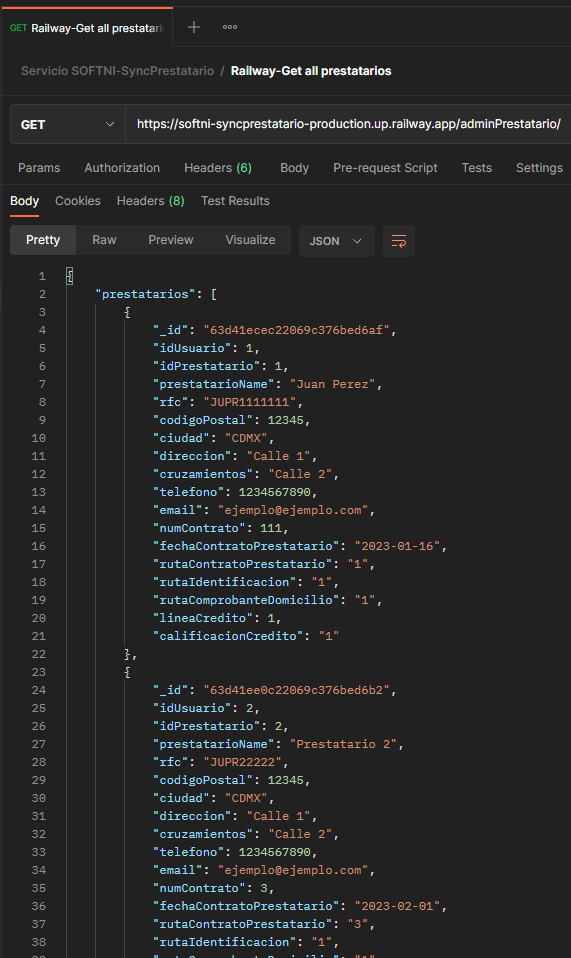 GET Railway-Get all prestatari
Servicio SOFTNI-SyncPrestatario / Railway-Get all prestatarios
GET https://softni-syncprestatario-production.up.railway.app/adminPrestatario/
Params Authorization Headers (6) Body Pre-request Script Tests Settings
Body Cookies Headers (8) Test Results
Pretty Raw Preview Visualize JSON
1 {
2 "prestatarios": [
3 {
4 "_id": "63d41ecec22069c376bed6af",
5 "idUsuario": 1,
6 "idPrestatario": 1,
7 "prestatarioName": "Juan Perez",
8 "rfc": "JUPR1111111",
9 "codigoPostal": 12345,
10 "ciudad": "CDMX",
11 "direccion": "Calle 1",
12 "cruzamientos": "Calle 2",
13 "telefono": 1234567890,
14 "email": "ejemplo@ejemplo.com",
15 "numContrato": 111,
16 "fechaContratoPrestatario": "2023-01-16",
17 "rutaContratoPrestatario": "1",
18 "rutaIdentificacion": "1",
19 "rutaComprobanteDomicilio": "1",
20 "lineaCredito": 1,
21 "calificacionCredito": "1"
22 },
23 {
24 "_id": "63d41ee0c22069c376bed6b2",
25 "idUsuario": 2,
26 "idPrestatario": 2,
27 "prestatarioName": "Prestatario 2",
28 "rfc": "JUPR22222",
29 "codigoPostal": 12345,
30 "ciudad": "CDMX",
31 "direccion": "Calle 1",
32 "cruzamientos": "Calle 2",
33 "telefono": 1234567890,
34 "email": "ejemplo@ejemplo.com",
35 "numContrato": 3,
36 "fechaContratoPrestatario": "2023-02-01",
37 "rutaContratoPrestatario": "3",
38 "rutaIdentificacion": "1",